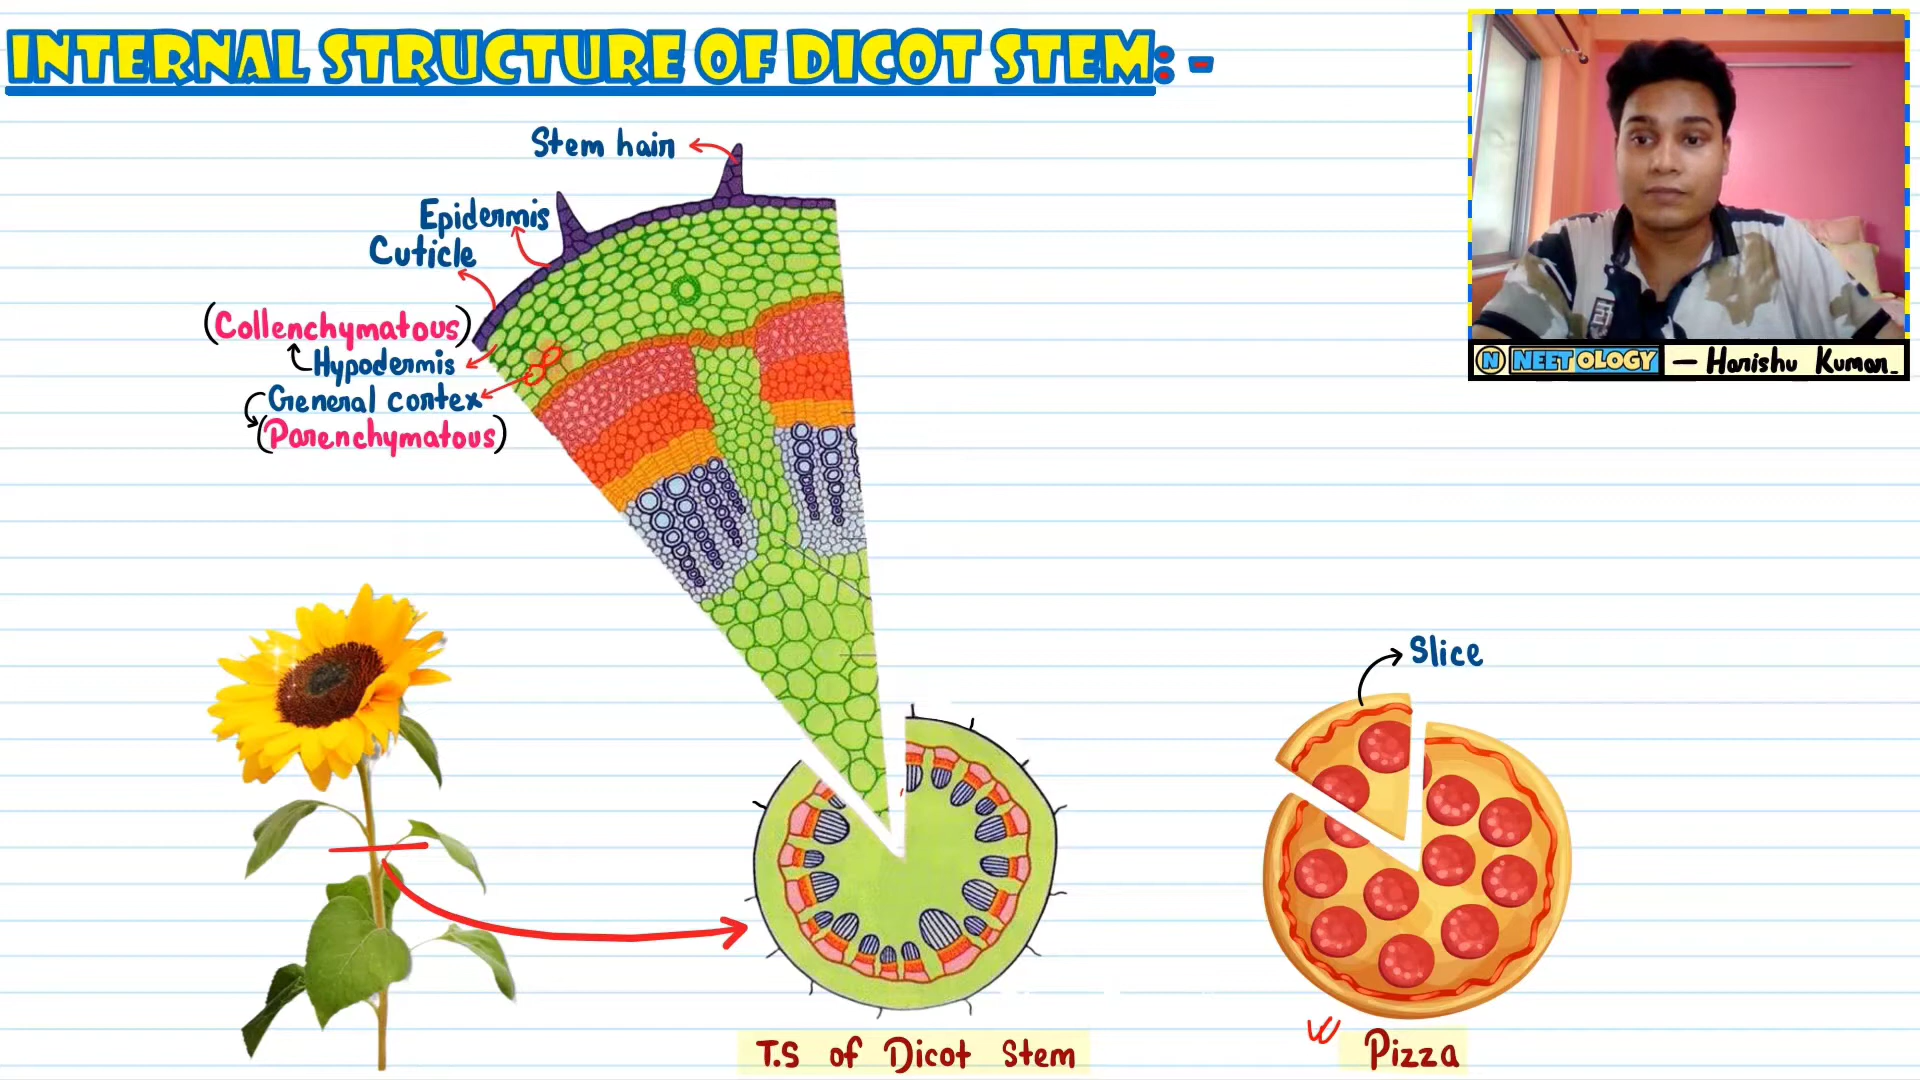 INTERNAL STRUCTURE OF DICOT STEM: -
Stem hair
Epidermis
Cuticle
(Collenchymatous)
Hypodermis
General cortex
(Parenchymatous)
N NEETOLOGY – Harishu Kumar
Slice
T.S of Dicot Stem
Pizza